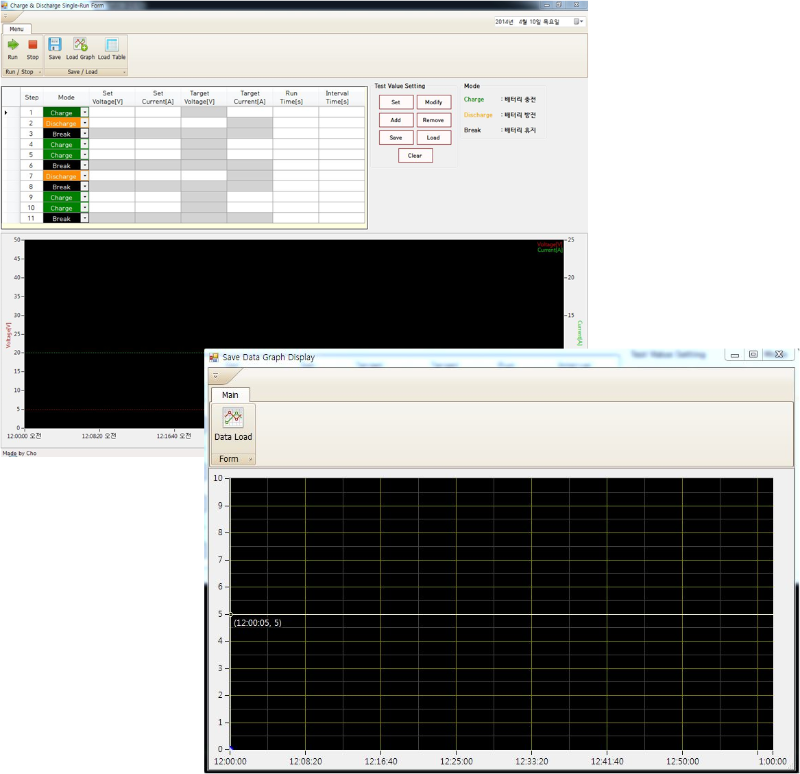 Charge & Discharge Single-Run Form
2014년 4월 10일 목요일
Menu
Run Stop Save Load Graph Load Table
Run / Stop Save / Load
Step Mode Set Voltage[V] Set Current[A] Target Voltage[V] Target Current[A] Run Time[s] Interval Time[s]
1 Charge
2 Discharge
3 Break
4 Charge
5 Charge
6 Break
7 Discharge
8 Break
9 Charge
10 Charge
11 Break
Test Value Setting
Set Modify
Add Remove
Save Load
Clear
Mode
Charge : 배터리 충전
Discharge : 배터리 방전
Break : 배터리 휴지
Voltage[V]
Current[A]
50
45
40
35
30
25
20
15
10
5
0
Voltage[V]
25
20
15
Current[A]
12:00:00 오전 12:08:20 오전 12:16:40 오전
Made by Cho
Save Data Graph Display
Main
Data Load
Form
10
9
8
7
6
5
4
3
2
1
0
(12:00:05, 5)
12:00:00 12:08:20 12:16:40 12:25:00 12:33:20 12:41:40 12:50:00 1:00:00